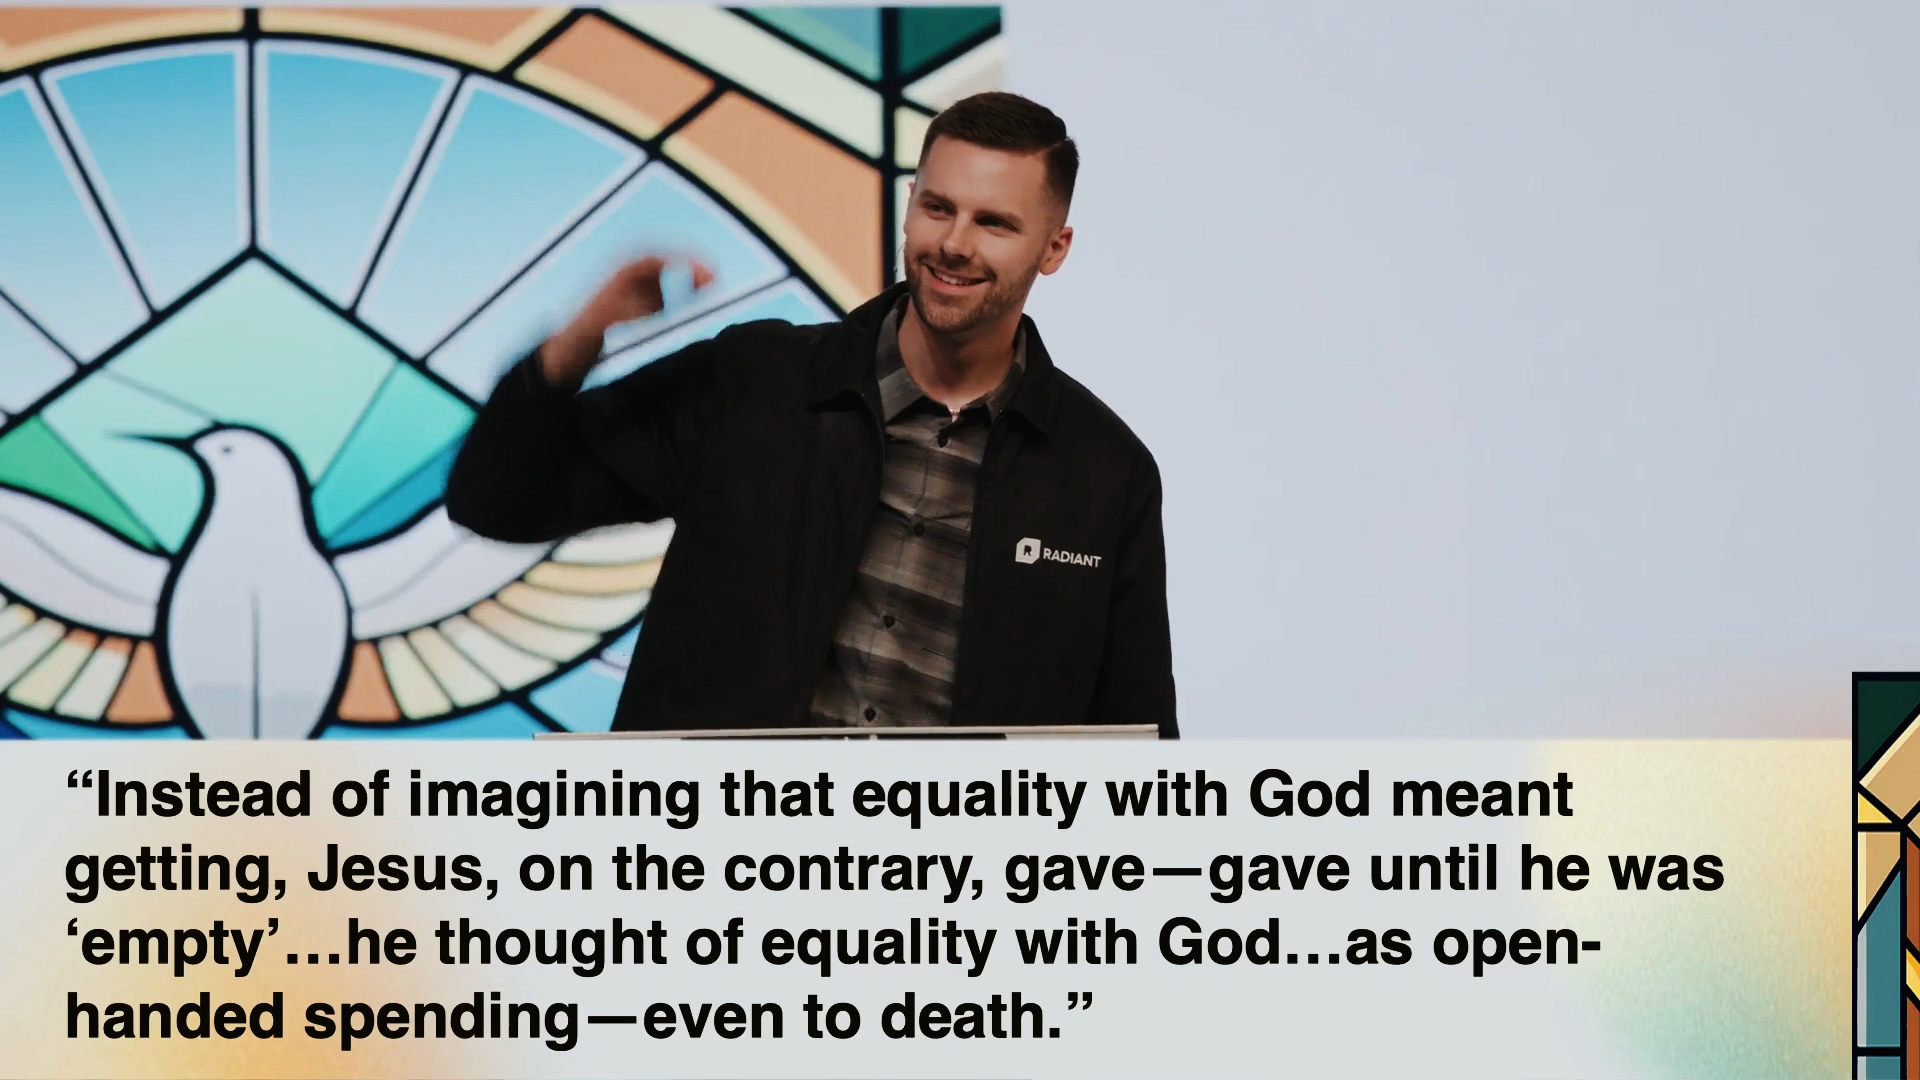 R RADIANT
“Instead of imagining that equality with God meant
getting, Jesus, on the contrary, gave—gave until he was
‘empty’…he thought of equality with God…as open-
handed spending—even to death.”